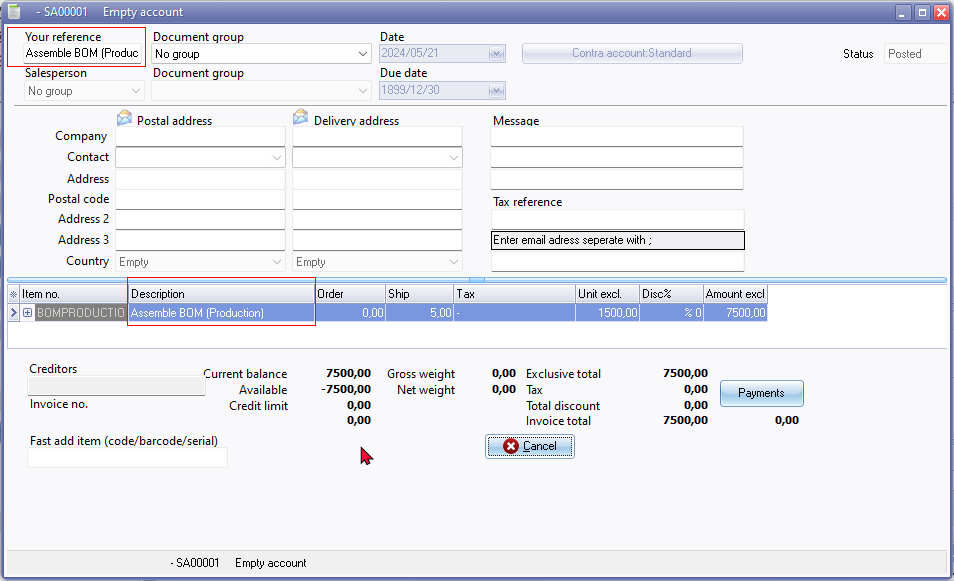 - SA00001 Empty account
Your reference Document group Date
Assemble BOM (Produc No group 2024/05/21 Contra account:Standard Status Posted
Salesperson Document group Due date
No group 1899/12/30
Postal address Delivery address Message
Company
Contact
Address
Postal code Tax reference
Address 2
Address 3 Enter email adress seperate with ;
Country Empty Empty
Item no. Description Order Ship Tax Unit excl. Disc% Amount excl
BOMPRODUCTIO Assemble BOM (Production) 0,00 5,00 - 1500,00 % 0 7500,00
Creditors Current balance 7500,00 Gross weight 0,00 Exclusive total 7500,00
Available -7500,00 Net weight 0,00 Tax 0,00 Payments
Invoice no. Credit limit 0,00 Total discount 0,00
0,00 Invoice total 7500,00 0,00
Fast add item (code/barcode/serial) Cancel
- SA00001 Empty account